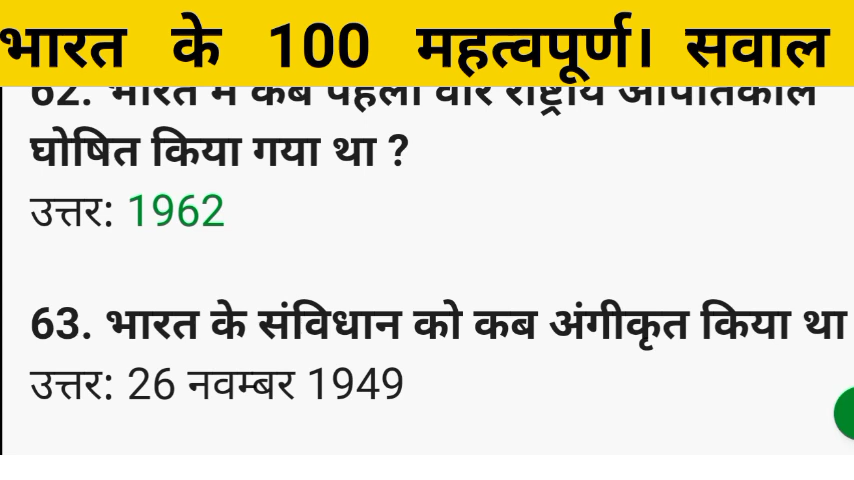 भारत के 100 महत्वपूर्ण। सवाल
62. भारत में कब पहली बार राष्ट्रीय आपातकाल
घोषित किया गया था ?
उत्तर: 1962
63. भारत के संविधान को कब अंगीकृत किया था
उत्तर: 26 नवम्बर 1949